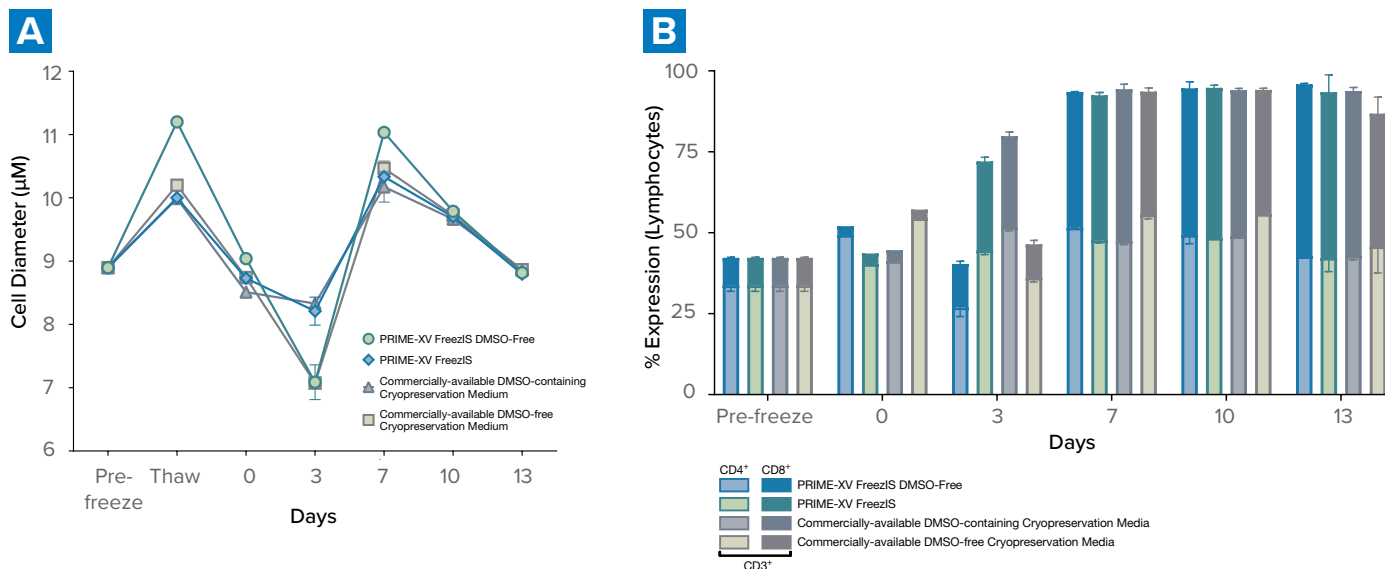 A
Cell Diameter (µM)
12
11
10
9
8
7
6
PRIME-XV FreezIS DMSO-Free
PRIME-XV FreezIS
Commercially-available DMSO-containing
Cryopreservation Medium
Commercially-available DMSO-free
Cryopreservation Medium
Pre-
freeze
Thaw 0 3 7 10 13
Days
B
% Expression (Lymphocytes)
100
75
50
25
0
Pre-freeze 0 3 7 10 13
Days
CD4⁺ CD8⁺
PRIME-XV FreezIS DMSO-Free
PRIME-XV FreezIS
Commercially-available DMSO-containing Cryopreservation Media
Commercially-available DMSO-free Cryopreservation Media
CD3⁺